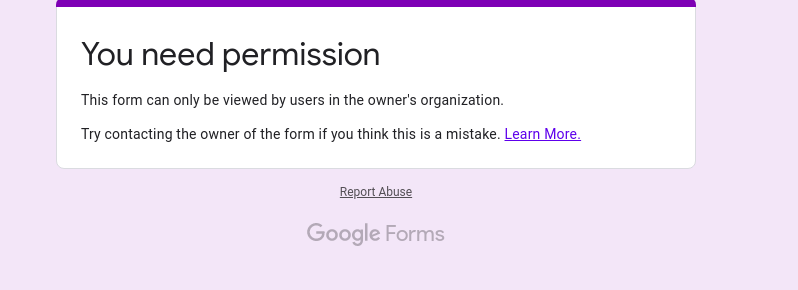 You need permission
This form can only be viewed by users in the owner's organization.
Try contacting the owner of the form if you think this is a mistake. Learn More.
Report Abuse
Google Forms